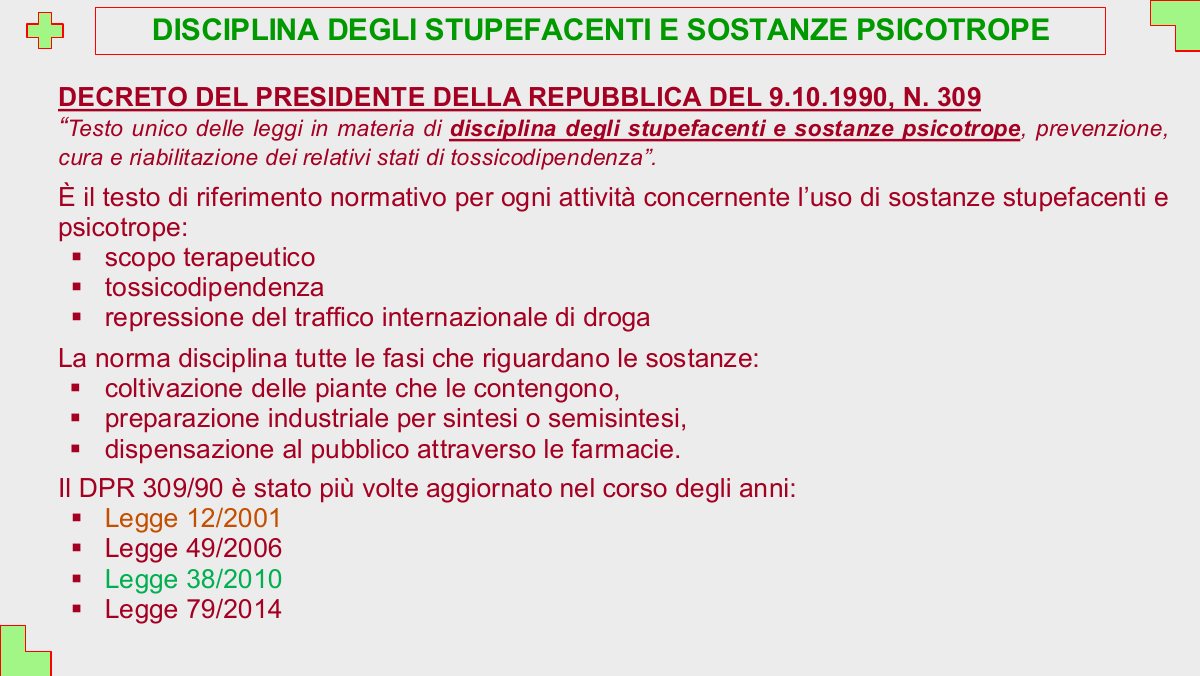 DISCIPLINA DEGLI STUPEFACENTI E SOSTANZE PSICOTROPE
DECRETO DEL PRESIDENTE DELLA REPUBBLICA DEL 9.10.1990, N. 309
“Testo unico delle leggi in materia di disciplina degli stupefacenti e sostanze psicotrope, prevenzione,
cura e riabilitazione dei relativi stati di tossicodipendenza”.
È il testo di riferimento normativo per ogni attività concernente l’uso di sostanze stupefacenti e
psicotrope:
▪ scopo terapeutico
▪ tossicodipendenza
▪ repressione del traffico internazionale di droga
La norma disciplina tutte le fasi che riguardano le sostanze:
▪ coltivazione delle piante che le contengono,
▪ preparazione industriale per sintesi o semisintesi,
▪ dispensazione al pubblico attraverso le farmacie.
Il DPR 309/90 è stato più volte aggiornato nel corso degli anni:
▪ Legge 12/2001
▪ Legge 49/2006
▪ Legge 38/2010
▪ Legge 79/2014